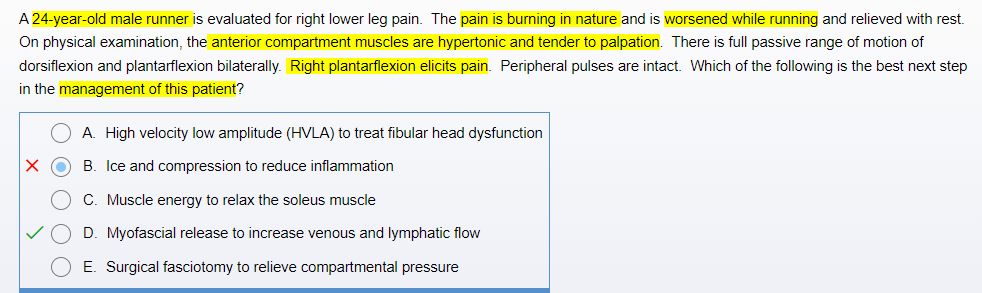 A 24-year-old male runner is evaluated for right lower leg pain. The pain is burning in nature and is worsened while running and relieved with rest.
On physical examination, the anterior compartment muscles are hypertonic and tender to palpation. There is full passive range of motion of
dorsiflexion and plantarflexion bilaterally. Right plantarflexion elicits pain. Peripheral pulses are intact. Which of the following is the best next step
in the management of this patient?
A. High velocity low amplitude (HVLA) to treat fibular head dysfunction
B. Ice and compression to reduce inflammation
C. Muscle energy to relax the soleus muscle
D. Myofascial release to increase venous and lymphatic flow
E. Surgical fasciotomy to relieve compartmental pressure